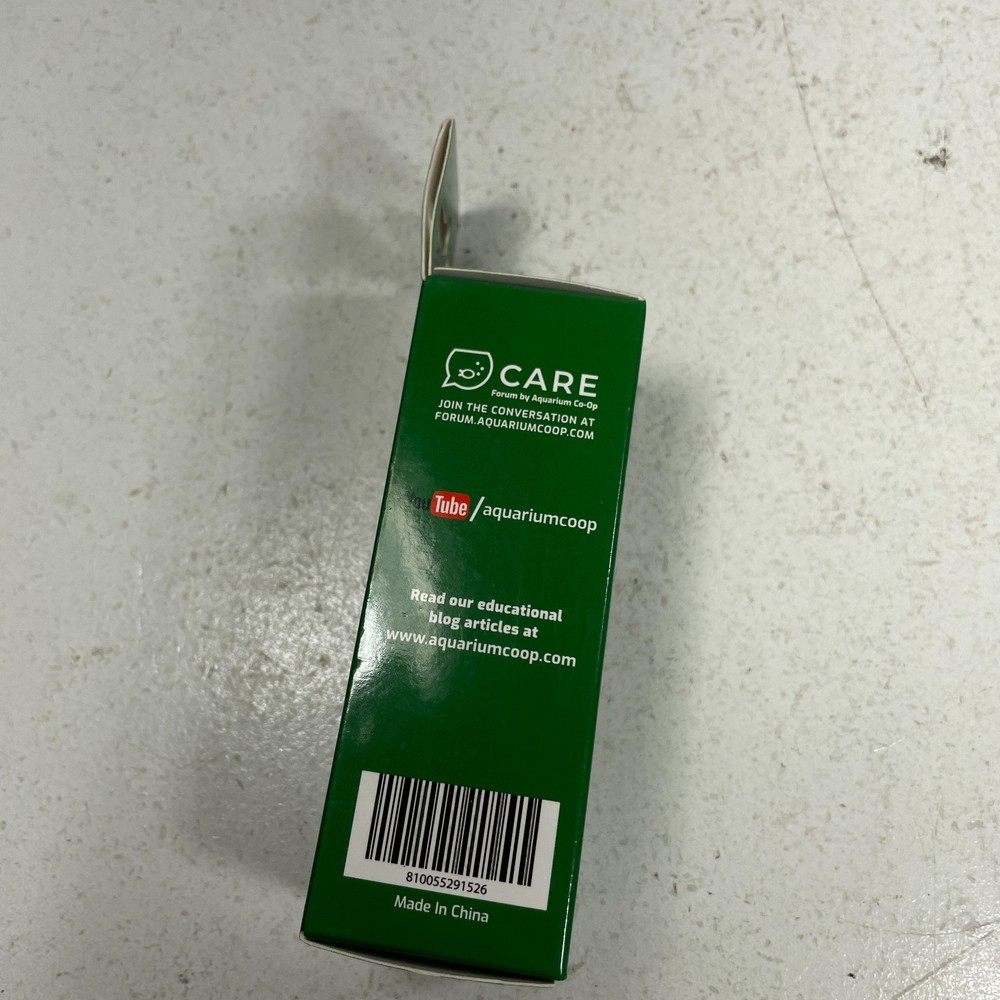 CARE
Forum by Aquarium Co-Op
JOIN THE CONVERSATION AT
FORUM.AQUARIUMCOOP.COM
YouTube/aquariumcoop
Read our educational
blog articles at
www.aquariumcoop.com
810055291526
Made In China